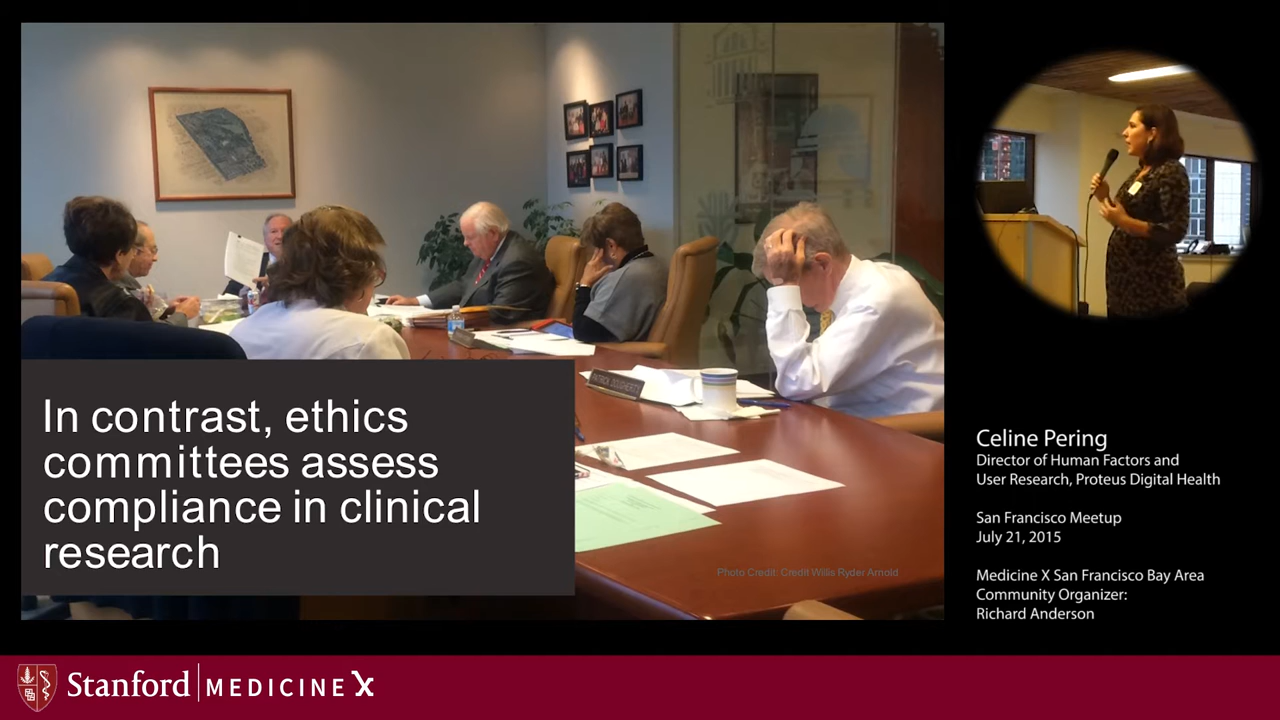 In contrast, ethics
committees assess
compliance in clinical
research
PATRICK DOUGHERTY
Photo Credit: Credit Willis Ryder Arnold
Celine Pering
Director of Human Factors and
User Research, Proteus Digital Health
San Francisco Meetup
July 21, 2015
Medicine X San Francisco Bay Area
Community Organizer:
Richard Anderson
Stanford MEDICINE X